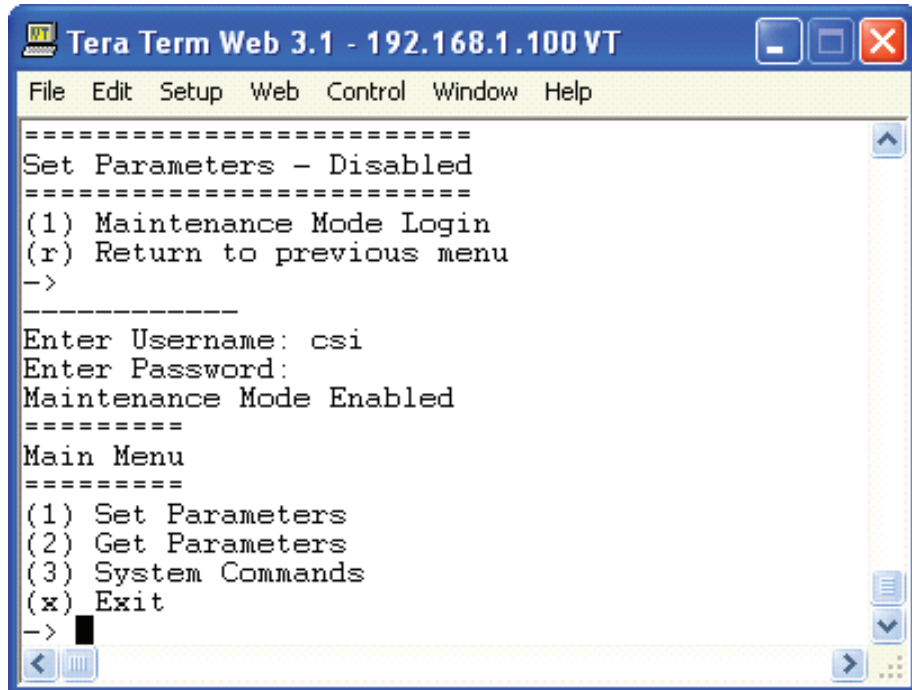 Tera Term Web 3.1 - 192.168.1.100 VT
File Edit Setup Web Control Window Help
=========================
Set Parameters - Disabled
=========================
(1) Maintenance Mode Login
(r) Return to previous menu
->
------------
Enter Username: csi
Enter Password:
Maintenance Mode Enabled
=========
Main Menu
=========
(1) Set Parameters
(2) Get Parameters
(3) System Commands
(x) Exit
->